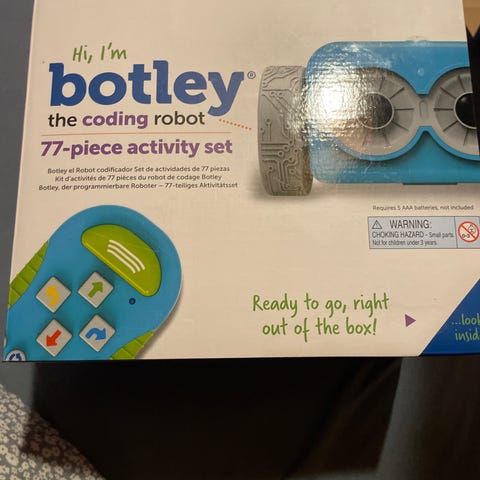 Hi, I'm
botley®
the coding robot
77-piece activity set
Botley el Robot codificador Set de actividades de 77 piezas
Kit d'activités de 77 pièces du robot de codage Botley
Botley, der programmierbare Roboter – 77-teiliges Aktivitätsset
Requires 5 AAA batteries, not included
WARNING:
CHOKING HAZARD - Small parts.
Not for children under 3 years.
0-3
Ready to go, right
out of the box!
...look
inside